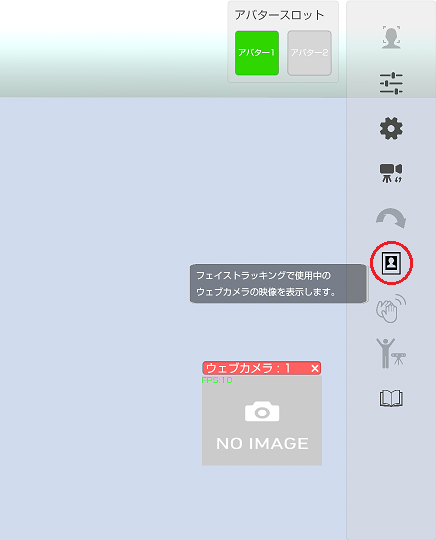 アバタースロット
アバター1
アバター2
フェイストラッキングで使用中の
ウェブカメラの映像を表示します。
ウェブカメラ : 1 ×
FPS 10
NO IMAGE